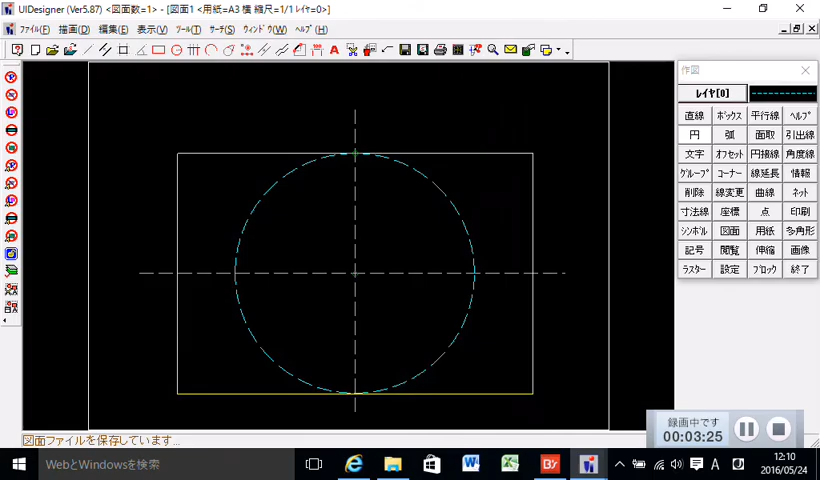 UIDesigner (Ver5.87) <図面数=1> - [図面1 <用紙=A3 横 縮尺=1/1 ﾚｲﾔ=0>]
ﾌｧｲﾙ(F) 描画(D) 編集(E) 表示(V) ﾂｰﾙ(T) ｻｰﾁ(S) ｳｨﾝﾄﾞｳ(W) ﾍﾙﾌﾟ(H)
作図
ﾚｲﾔ[0]
直線 ﾎﾞｯｸｽ 平行線 ﾍﾙﾌﾟ
円 弧 面取 引出線
文字 ｵﾌｾｯﾄ 円接線 角度線
ｸﾞﾙｰﾌﾟ ｺｰﾅｰ 線延長 情報
削除 線変更 曲線 ﾈｯﾄ
寸法線 座標 点 印刷
ｼﾝﾎﾞﾙ 図面 用紙 多角形
記号 閲覧 伸縮 画像
ﾗｽﾀｰ 設定 ﾌﾞﾛｯｸ 終了
録画中です
00:03:25
図面ファイルを保存しています...
WebとWindowsを検索
A
12:10
2016/05/24